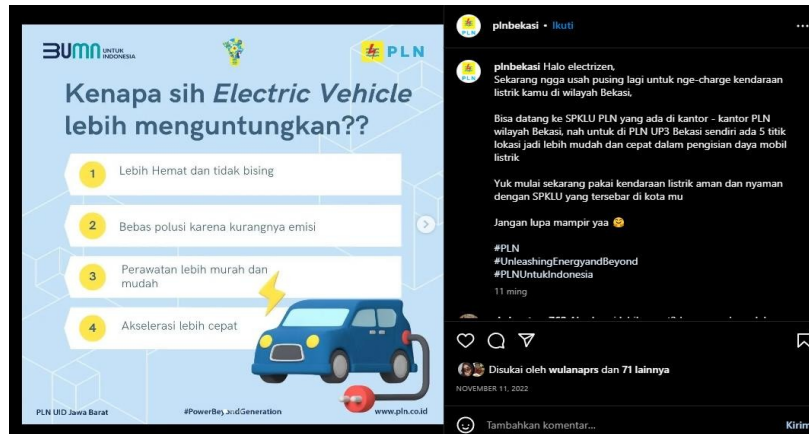 BUMN UNTUK INDONESIA
PLN
Kenapa sih Electric Vehicle
lebih menguntungkan??
1 Lebih Hemat dan tidak bising
2 Bebas polusi karena kurangnya emisi
3 Perawatan lebih murah dan
mudah
4 Akselerasi lebih cepat
PLN UID Jawa Barat
#PowerBeyondGeneration
www.pln.co.id
plnbekasi • Ikuti
plnbekasi Halo electrizen,
Sekarang ngga usah pusing lagi untuk nge-charge kendaraan
listrik kamu di wilayah Bekasi,
Bisa datang ke SPKLU PLN yang ada di kantor - kantor PLN
wilayah Bekasi, nah untuk di PLN UP3 Bekasi sendiri ada 5 titik
lokasi jadi lebih mudah dan cepat dalam pengisian daya mobil
listrik
Yuk mulai sekarang pakai kendaraan listrik aman dan nyaman
dengan SPKLU yang tersebar di kota mu
Jangan lupa mampir yaa 🤗
#PLN
#UnleashingEnergyandBeyond
#PLNUntukIndonesia
11 ming
Disukai oleh wulanaprs dan 71 lainnya
NOVEMBER 11, 2022
Tambahkan komentar...
Kirim